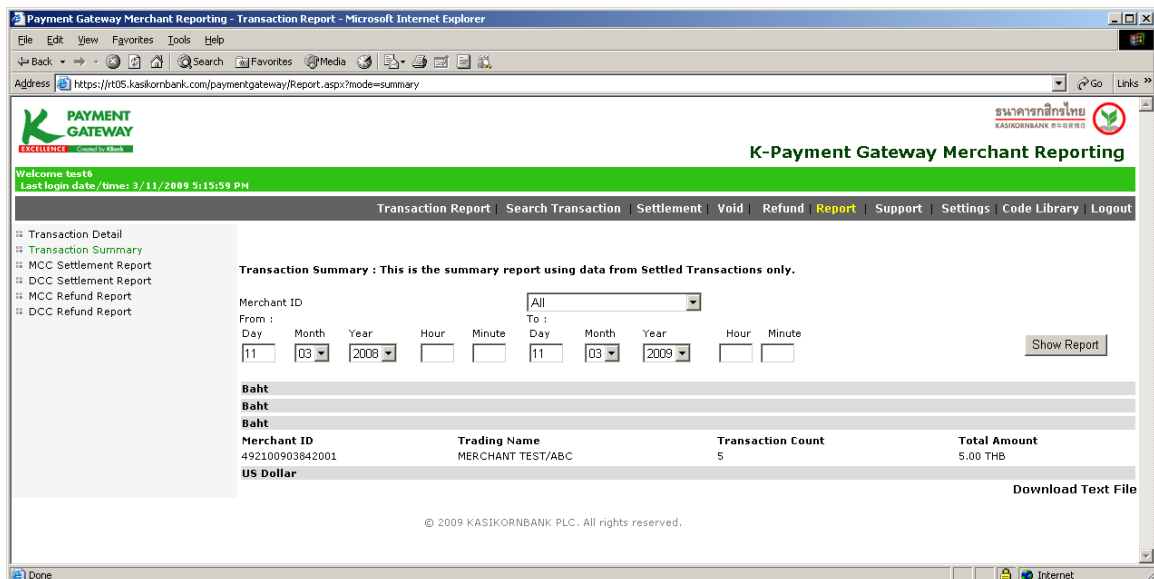 Payment Gateway Merchant Reporting - Transaction Report - Microsoft Internet Explorer
File Edit View Favorites Tools Help
Back Search Favorites Media
Address https://rt05.kasikornbank.com/paymentgateway/Report.aspx?mode=summary Go Links »
PAYMENT
GATEWAY
EXCELLENCE Created by KBank
ธนาคารกสิกรไทย
KASIKORNBANK
K-Payment Gateway Merchant Reporting
Welcome test6
Last login date/time: 3/11/2009 5:15:59 PM
Transaction Report | Search Transaction | Settlement | Void | Refund | Report | Support | Settings | Code Library | Logout
Transaction Detail
Transaction Summary
MCC Settlement Report
DCC Settlement Report
MCC Refund Report
DCC Refund Report
Transaction Summary : This is the summary report using data from Settled Transactions only.
Merchant ID All
From : To :
Day Month Year Hour Minute Day Month Year Hour Minute
11 03 2008 11 03 2009 Show Report
Baht
Baht
Baht
Merchant ID Trading Name Transaction Count Total Amount
492100903842001 MERCHANT TEST/ABC 5 5.00 THB
US Dollar
Download Text File
© 2009 KASIKORNBANK PLC. All rights reserved.
Done Internet